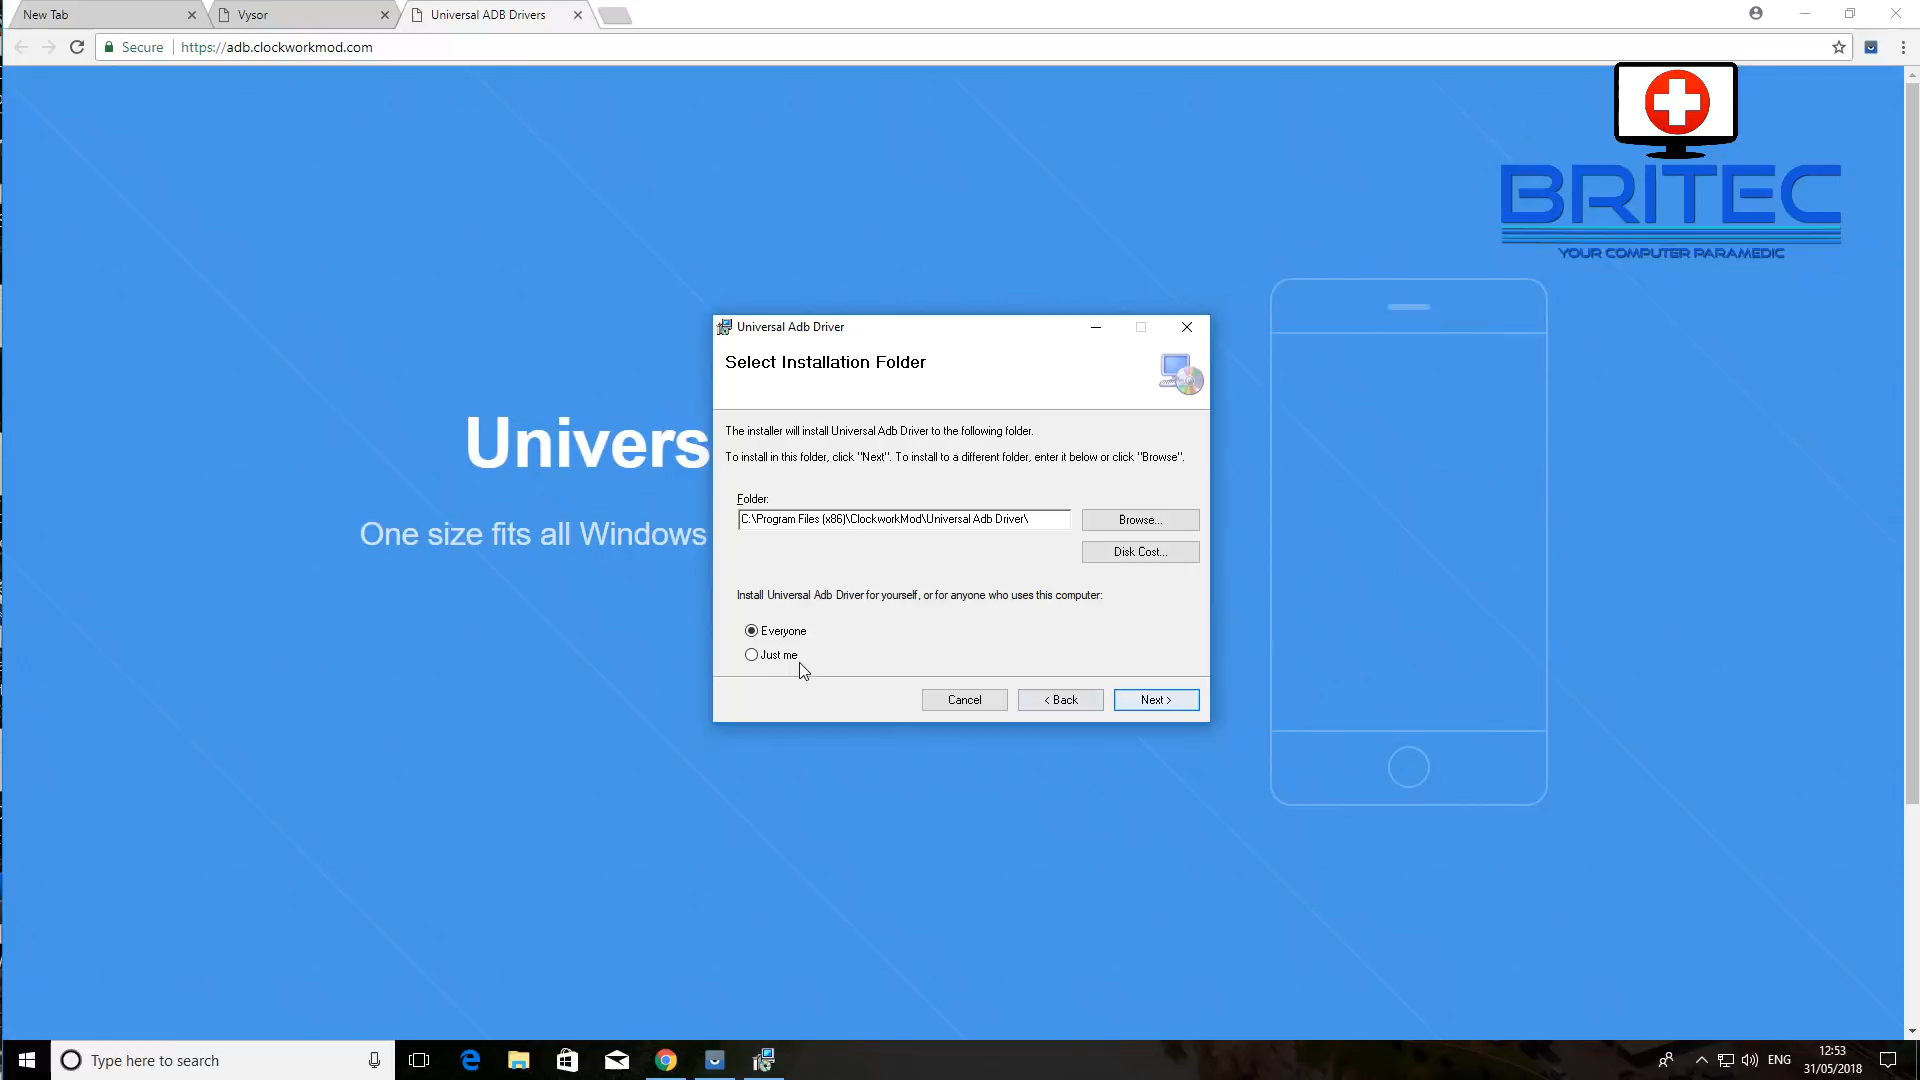 New Tab
Vysor
Universal ADB Drivers
Secure
https://adb.clockworkmod.com
BRITEC
YOUR COMPUTER PARAMEDIC
Univers
One size fits all Windows
Universal Adb Driver
Select Installation Folder
The installer will install Universal Adb Driver to the following folder.
To install in this folder, click "Next". To install to a different folder, enter it below or click "Browse".
Folder:
C:\Program Files (x86)\ClockworkMod\Universal Adb Driver\
Browse...
Disk Cost...
Install Universal Adb Driver for yourself, or for anyone who uses this computer:
Everyone
Just me
Cancel
< Back
Next >
Type here to search
ENG
12:53
31/05/2018